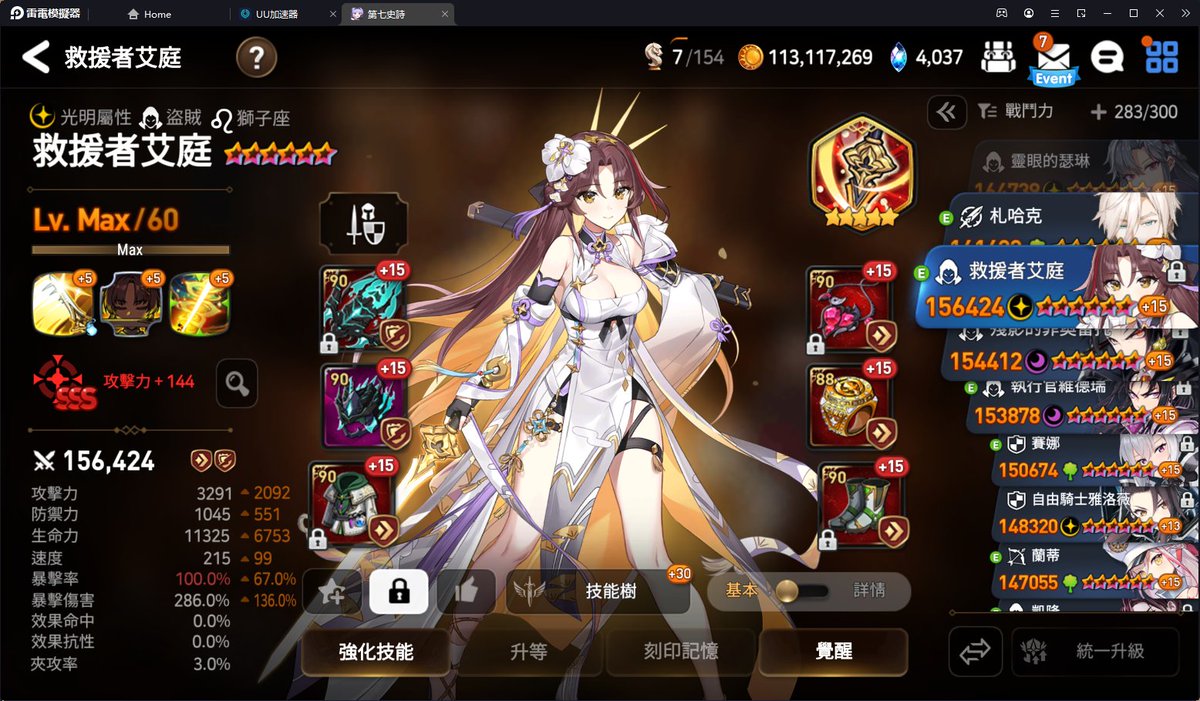 雷電模擬器 Home UU加速器 第七史詩
救援者艾庭 ? 7/154 113,117,269 4,037 7 Event
光明屬性 盜賊 獅子座
救援者艾庭
Lv. Max/60
Max
+5 +5 +5
SSS 攻擊力+144
156,424
攻擊力 3291 2092
防禦力 1045 551
生命力 11325 6753
速度 215 99
暴擊率 100.0% 67.0%
暴擊傷害 286.0% 136.0%
效果命中 0.0%
效果抗性 0.0%
夾攻率 3.0%
90 +15
90 +15
90 +15
90 +15
88 +15
90 +15
技能樹 +30
基本 詳情
強化技能 升等 刻印記憶 覺醒
戰鬥力 283/300
靈眼的瑟琳
164739 +15
E 札哈克
E 救援者艾庭
156424 +15
154412 +15
E 執行官維德瑞
153878 +15
E 賽娜
150674 +15
自由騎士雅洛薇
148320 +13
E 蘭蒂
147055 +15
統一升級